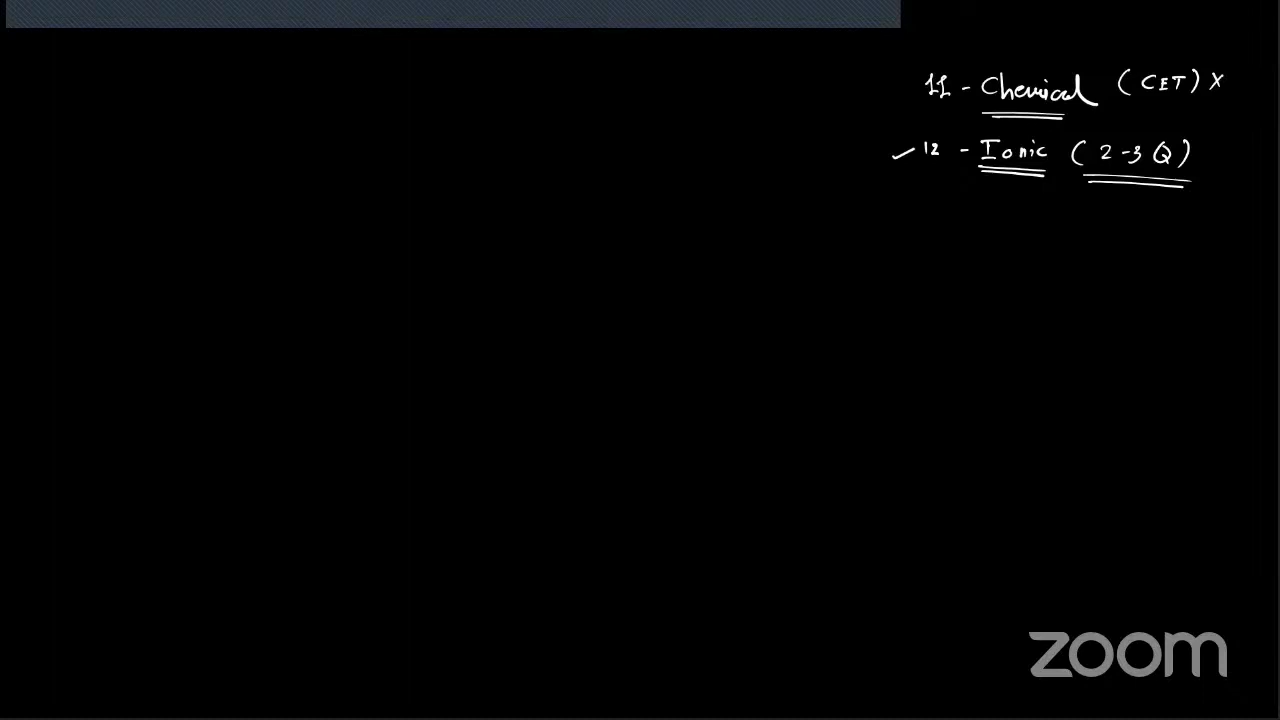 11 - Chemical (CET) X
✓ 12 - Ionic (2-3 Q)
zoom